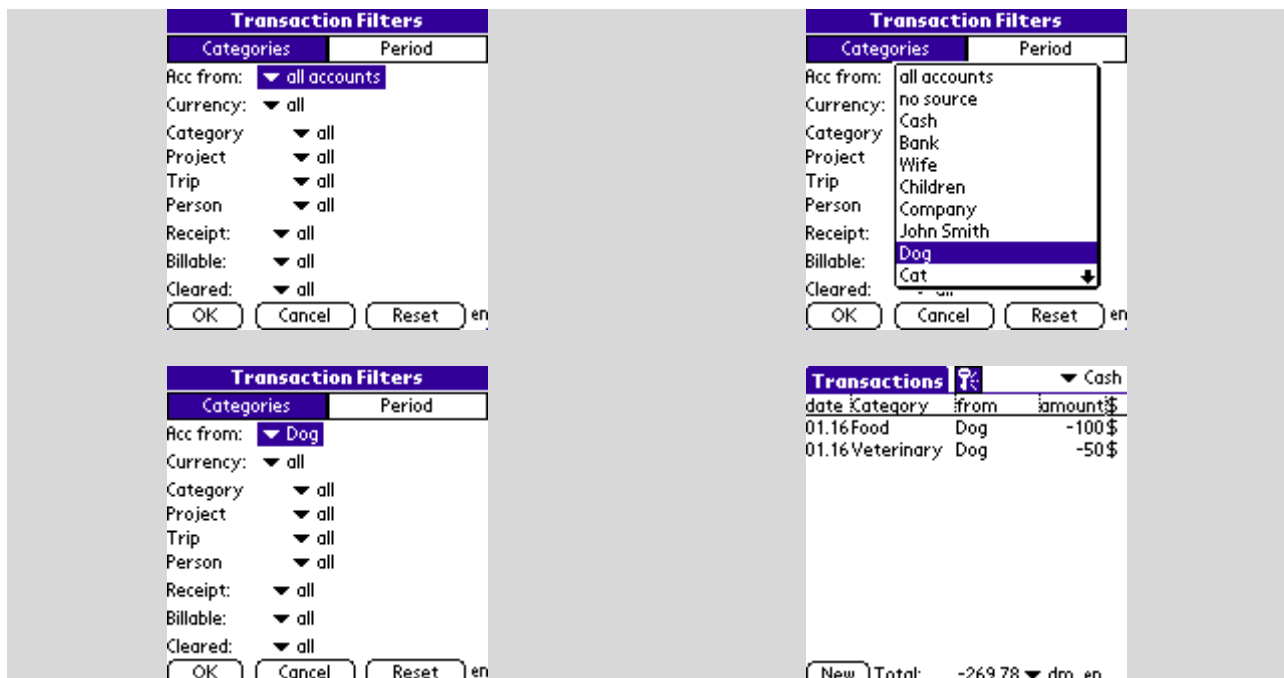 Transaction Filters
Categories Period
Acc from: all accounts
Currency: all
Category all
Project all
Trip all
Person all
Receipt: all
Billable: all
Cleared: all
OK Cancel Reset en
Transaction Filters
Categories Period
Acc from: all accounts
Currency: no source
Category Cash
Bank
Project Wife
Trip Children
Person Company
Receipt: John Smith
Billable: Dog
Cat
Cleared:
OK Cancel Reset en
Transaction Filters
Categories Period
Acc from: Dog
Currency: all
Category all
Project all
Trip all
Person all
Receipt: all
Billable: all
Cleared: all
OK Cancel Reset en
Transactions Cash
date Category from amount $
01.16 Food Dog -100 $
01.16 Veterinary Dog -50 $
New Total: -269.78 dm en